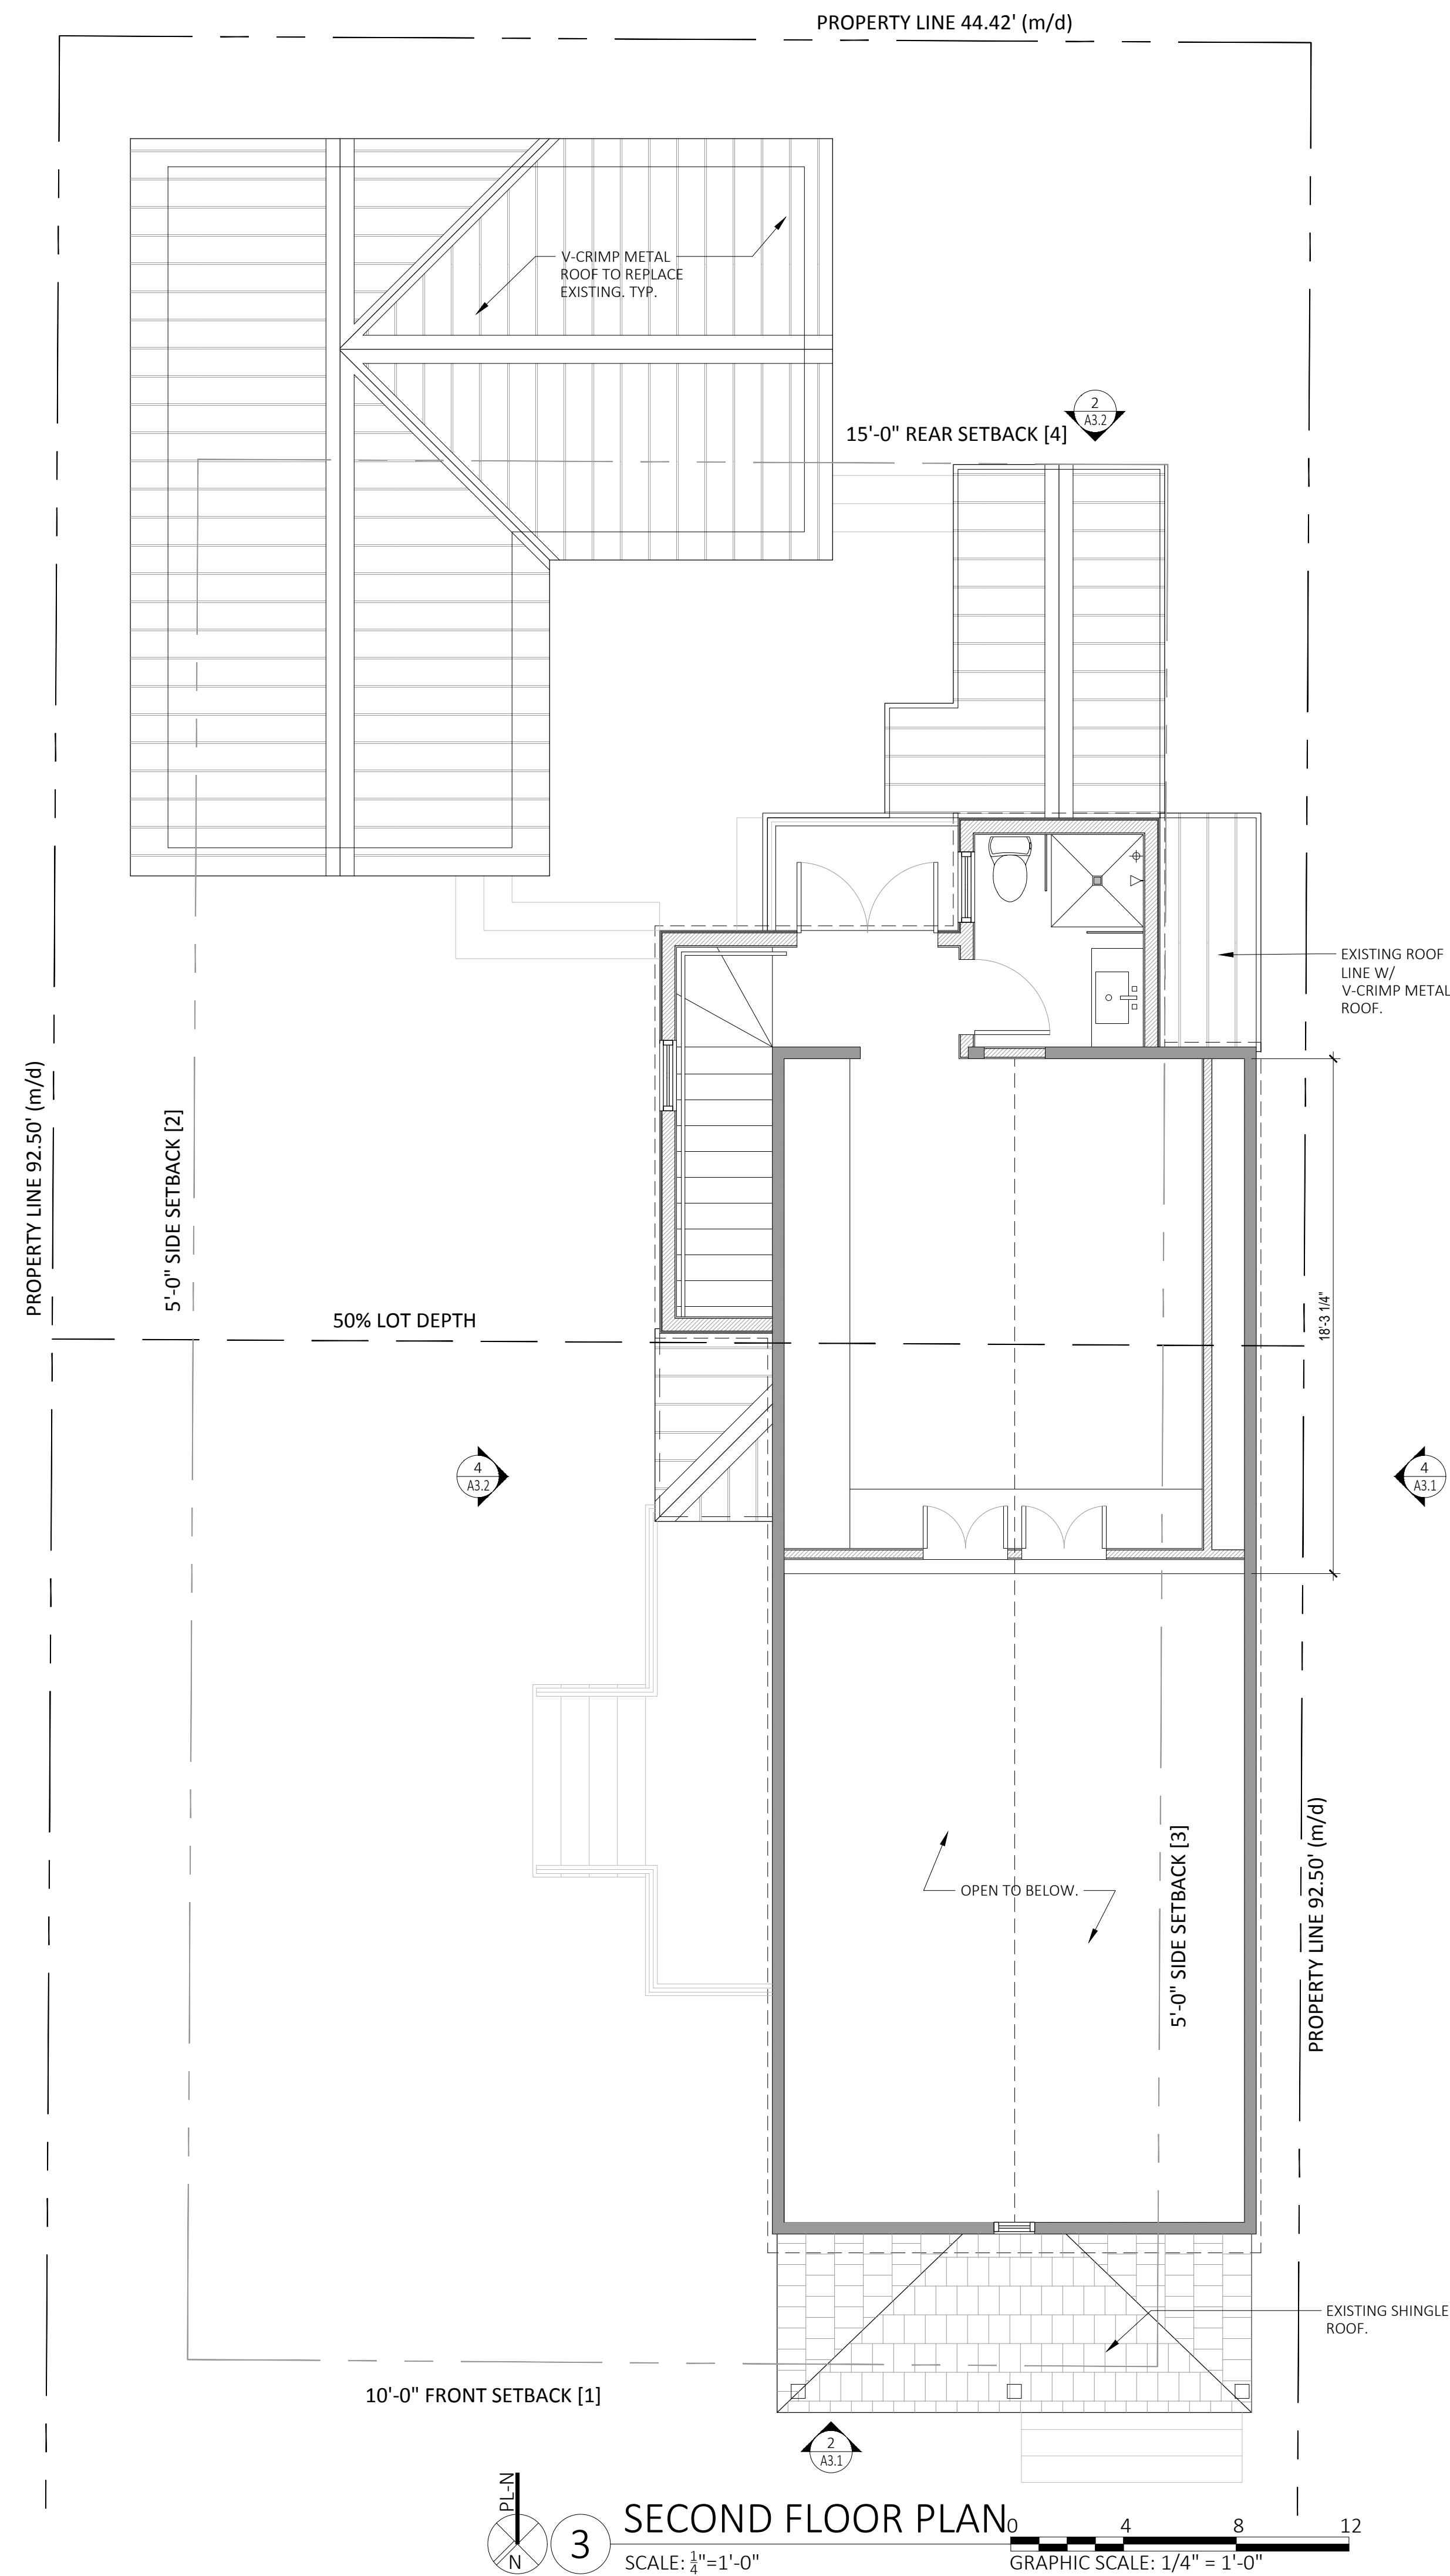 PROPERTY LINE 44.42' (m/d)
V-CRIMP METAL
ROOF TO REPLACE
EXISTING. TYP.
2
A3.2
15'-0" REAR SETBACK [4]
EXISTING ROOF
LINE W/
V-CRIMP METAL
ROOF.
PROPERTY LINE 92.50' (m/d)
5'-0" SIDE SETBACK [2]
50% LOT DEPTH
18'-3 1/4"
4
A3.2
4
A3.1
OPEN TO BELOW.
5'-0" SIDE SETBACK [3]
PROPERTY LINE 92.50' (m/d)
EXISTING SHINGLE
ROOF.
10'-0" FRONT SETBACK [1]
2
A3.1
PL-N
N
3
SECOND FLOOR PLAN
SCALE: 1/4"=1'-0"
0 4 8 12
GRAPHIC SCALE: 1/4" = 1'-0"